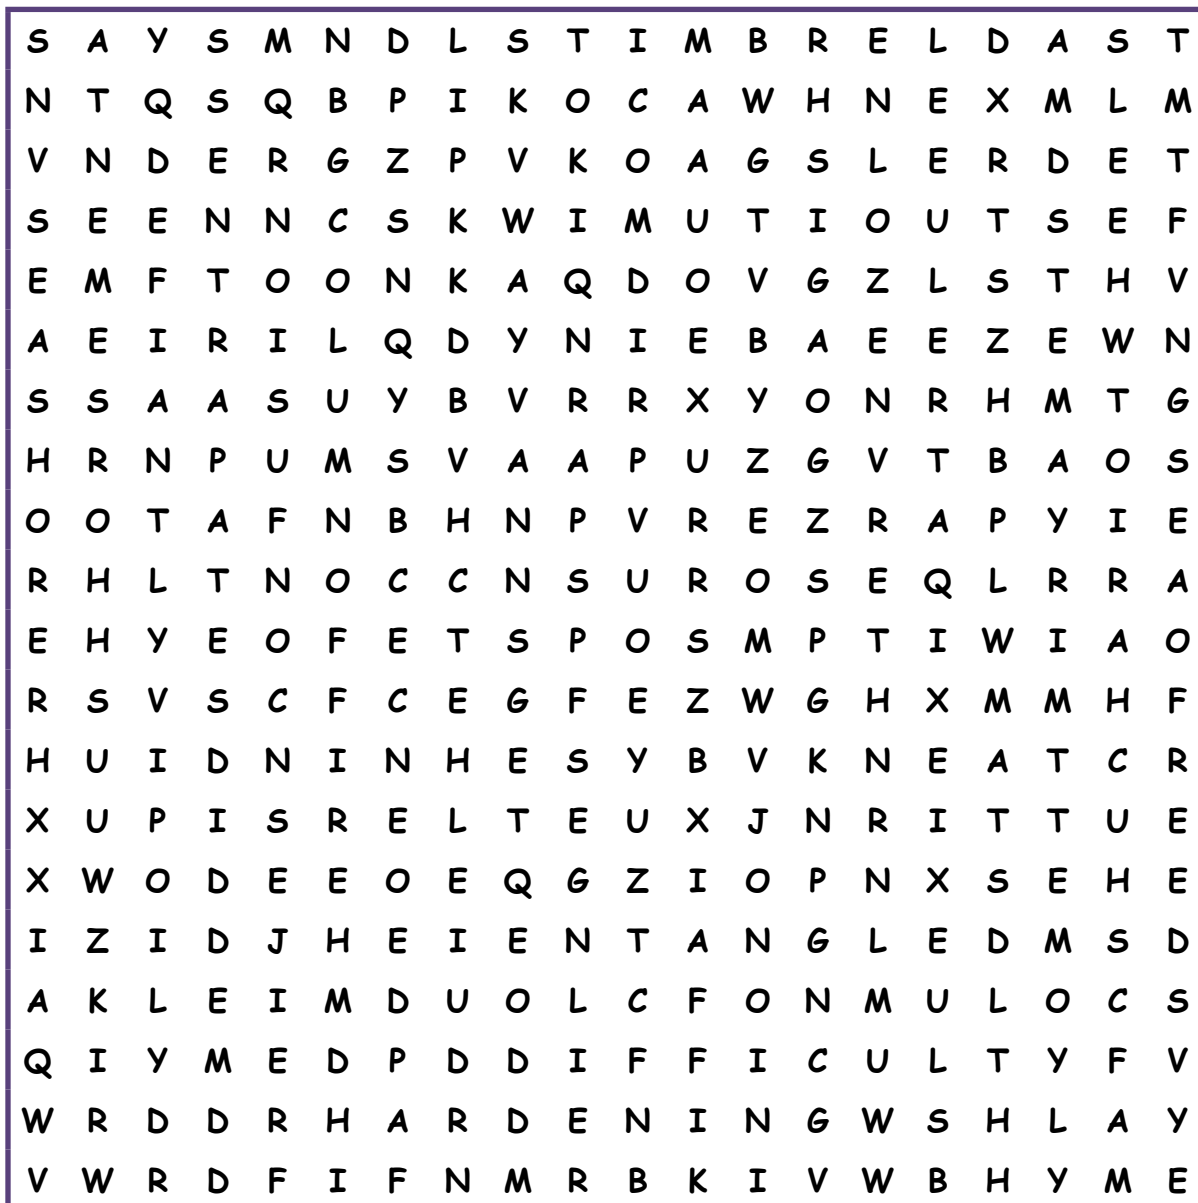 S A Y S M N D L S T I M B R E L D A S T
N T Q S Q B P I K O C A W H N E X M L M
V N D E R G Z P V K O A G S L E R D E T
S E E N N C S K W I M U T I O U T S E F
E M F T O O N K A Q D O V G Z L S T H V
A E I R I L Q D Y N I E B A E E Z E W N
S S A A S U Y B V R R X Y O N R H M T G
H R N P U M S V A A P U Z G V T B A O S
O O T A F N B H N P V R E Z R A P Y I E
R H L T N O C C N S U R O S E Q L R R A
E H Y E O F E T S P O S M P T I W I A O
R S V S C F C E G F E Z W G H X M M H F
H U I D N I N H E S Y B V K N E A T C R
X U P I S R E L T E U X J N R I T T U E
X W O D E E O E Q G Z I O P N X S E H E
I Z I D J H E I E N T A N G L E D M S D
A K L E I M D U O L C F O N M U L O C S
Q I Y M E D P D D I F F I C U L T Y F V
W R D D R H A R D E N I N G W S H L A Y
V W R D F I F N M R B K I V W B H Y M E